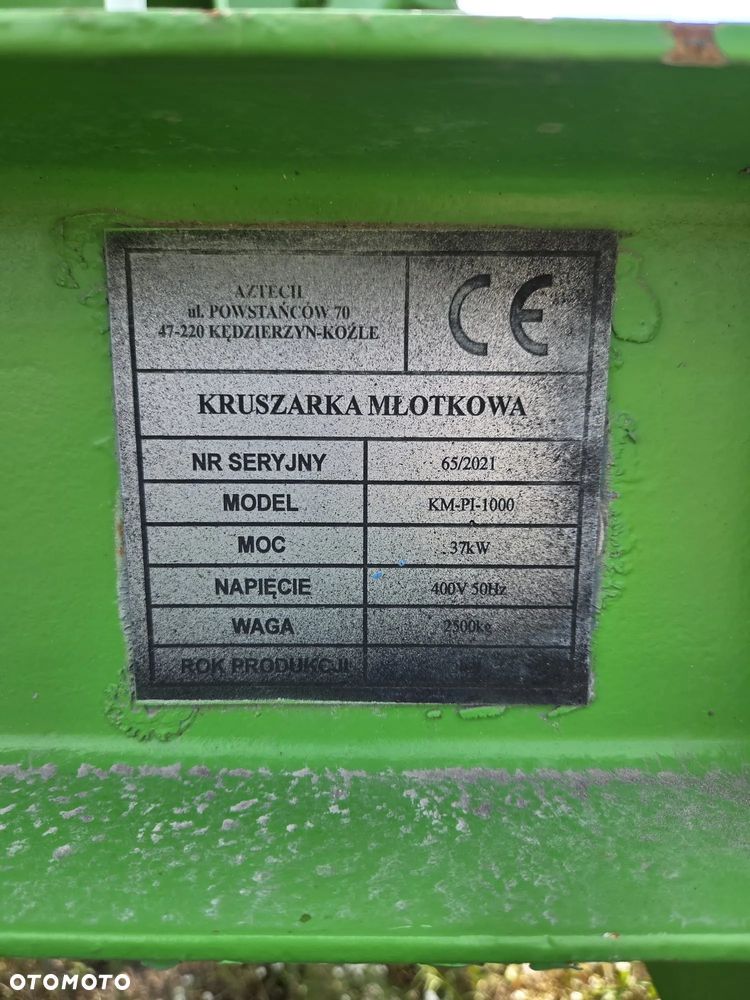 AZTECH
ul. POWSTAŃCÓW 70
47-220 KĘDZIERZYN-KOŹLE
CE
KRUSZARKA MŁOTKOWA
NR SERYJNY 65/2021
MODEL KM-PI-1000
MOC 37kW
NAPIĘCIE 400V 50Hz
WAGA 2500kg
ROK PRODUKCJI
OTOMOTO